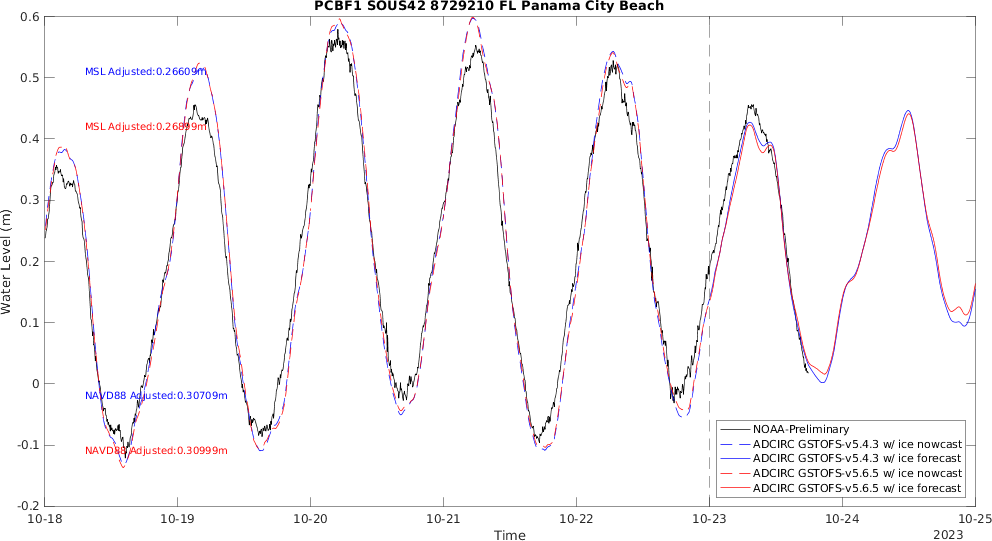 PCBF1 SOUS42 8729210 FL Panama City Beach
Water Level (m)
0.6
0.5
0.4
0.3
0.2
0.1
0
-0.1
-0.2
MSL Adjusted:0.26609m
MSL Adjusted:0.26899m
NAVD88 Adjusted:0.30709m
NAVD88 Adjusted:0.30999m
NOAA-Preliminary
ADCIRC GSTOFS-v5.4.3 w/ ice nowcast
ADCIRC GSTOFS-v5.4.3 w/ ice forecast
ADCIRC GSTOFS-v5.6.5 w/ ice nowcast
ADCIRC GSTOFS-v5.6.5 w/ ice forecast
10-18 10-19 10-20 10-21 10-22 10-23 10-24 10-25
Time
2023